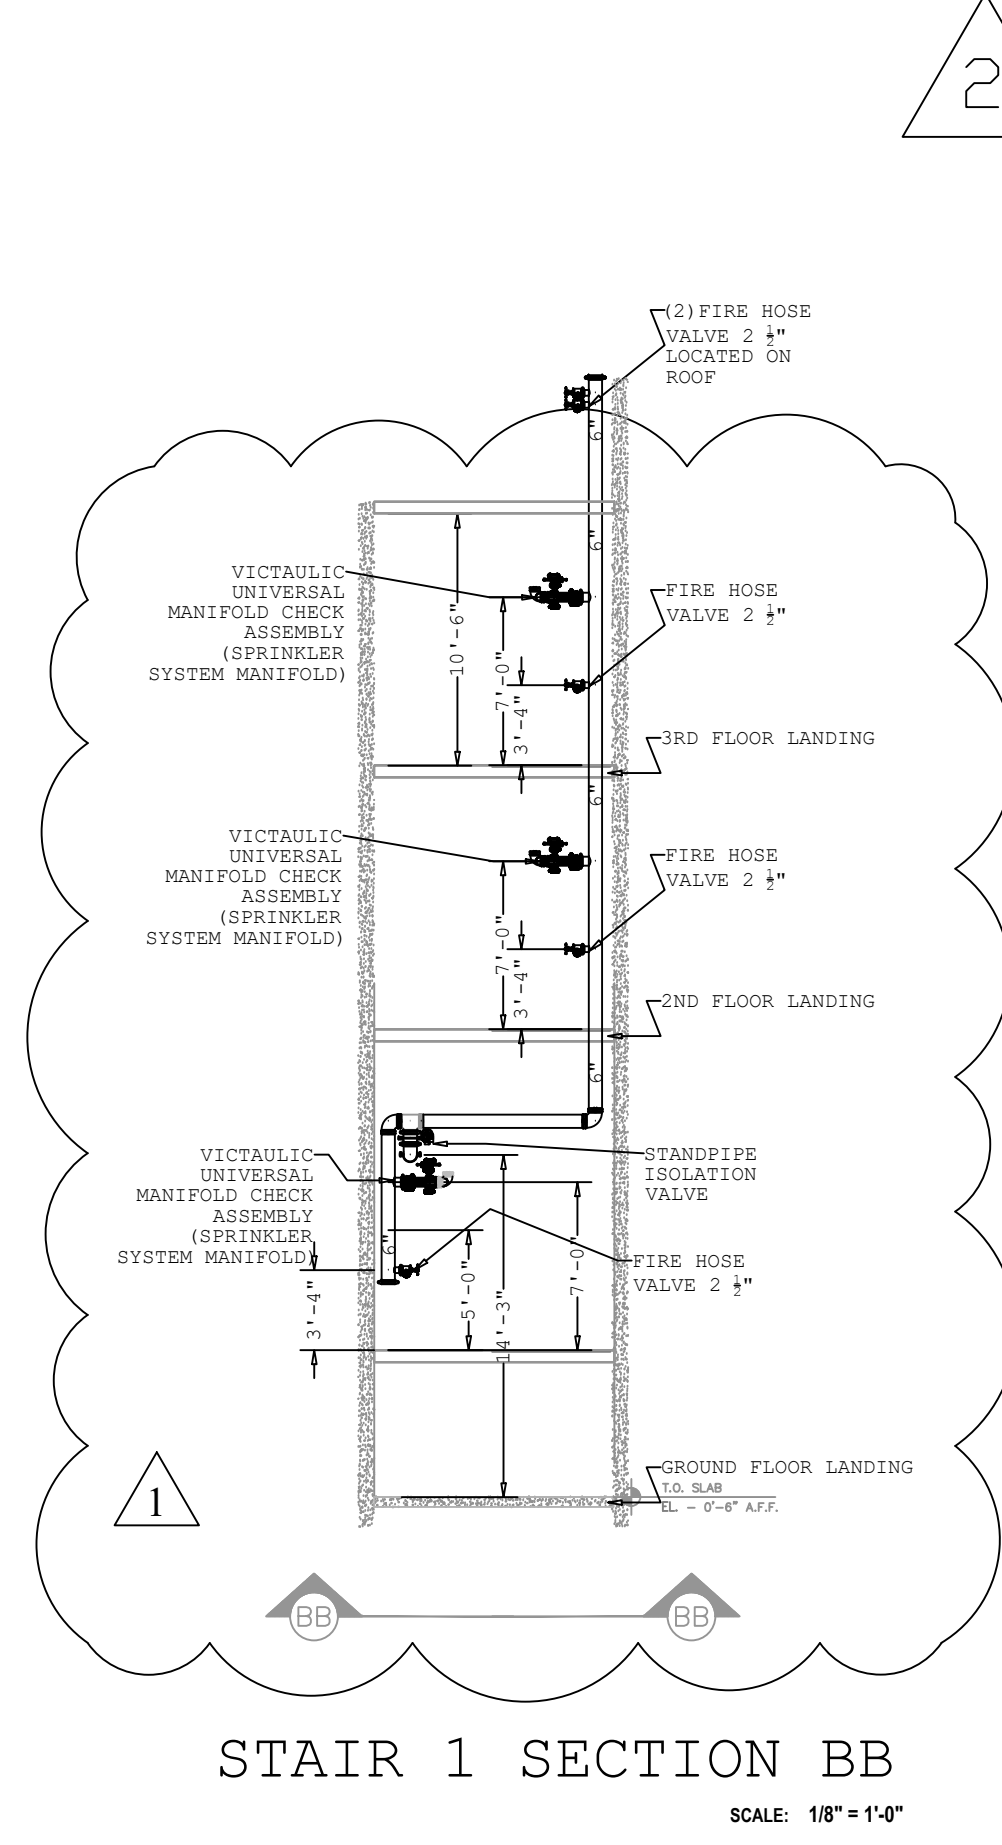 2
(2)FIRE HOSE
VALVE 2 ½"
LOCATED ON
ROOF
6"
6"
VICTAULIC
UNIVERSAL
MANIFOLD CHECK
ASSEMBLY
(SPRINKLER
SYSTEM MANIFOLD)
10'-6"
7'-0"
3'-4"
FIRE HOSE
VALVE 2 ½"
3RD FLOOR LANDING
6"
VICTAULIC
UNIVERSAL
MANIFOLD CHECK
ASSEMBLY
(SPRINKLER
SYSTEM MANIFOLD)
7'-0"
3'-4"
FIRE HOSE
VALVE 2 ½"
2ND FLOOR LANDING
6"
VICTAULIC
UNIVERSAL
MANIFOLD CHECK
ASSEMBLY
(SPRINKLER
SYSTEM MANIFOLD)
STANDPIPE
ISOLATION
VALVE
6"
3'-4"
5'-0"
14'-3"
7'-0"
FIRE HOSE
VALVE 2 ½"
GROUND FLOOR LANDING
T.O. SLAB
EL. - 0'-6" A.F.F.
1
BB
BB
STAIR 1 SECTION BB
SCALE: 1/8" = 1'-0"